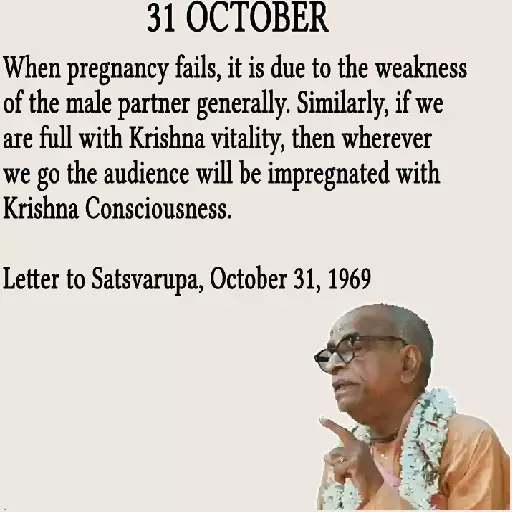 31 OCTOBER
When pregnancy fails, it is due to the weakness
of the male partner generally. Similarly, if we
are full with Krishna vitality, then wherever
we go the audience will be impregnated with
Krishna Consciousness.
Letter to Satsvarupa, October 31, 1969